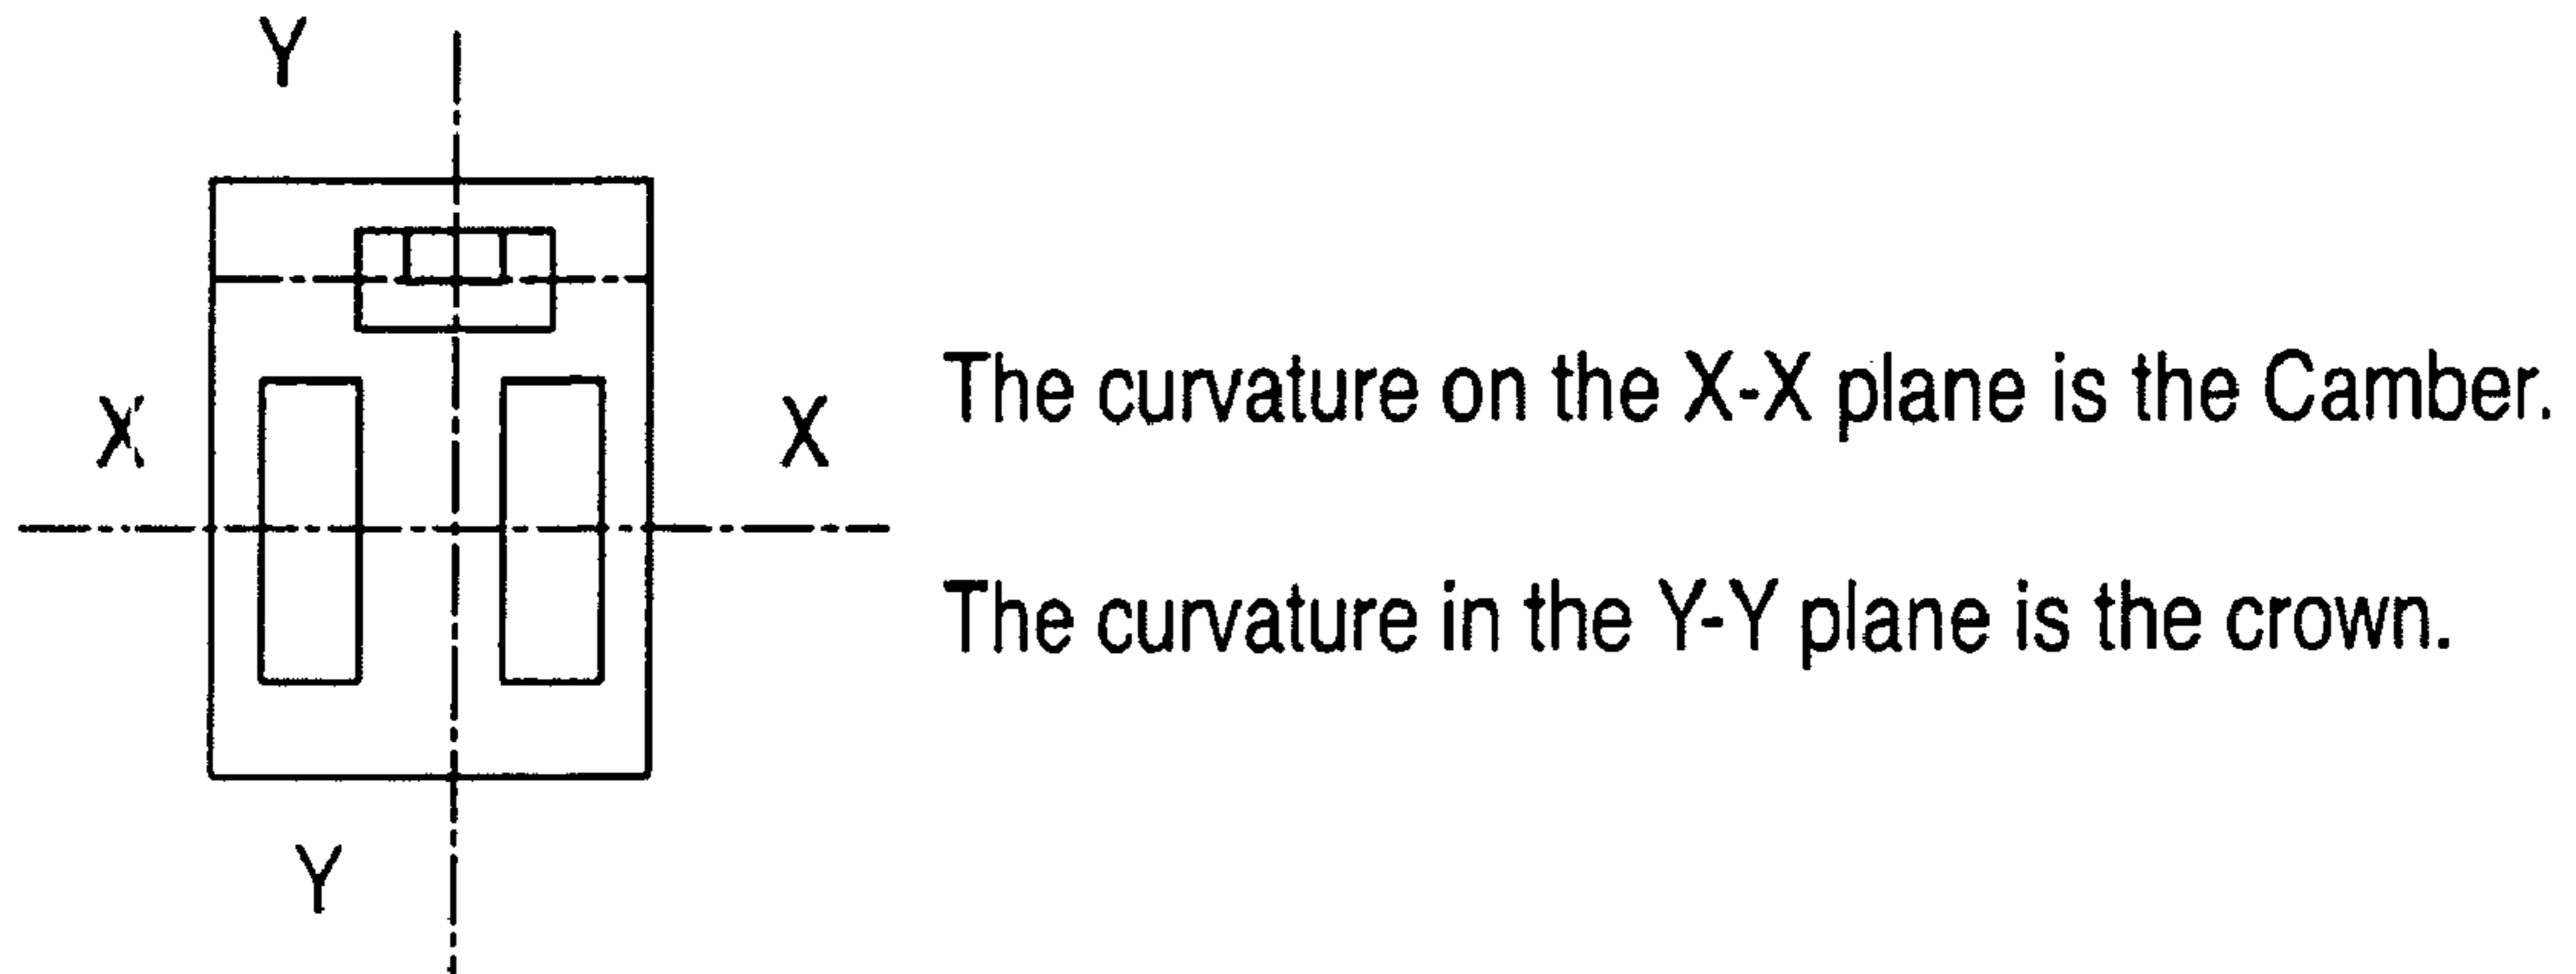 Y
The curvature on the X-X plane is the Camber.
X
X
The curvature in the Y-Y plane is the crown.
Y